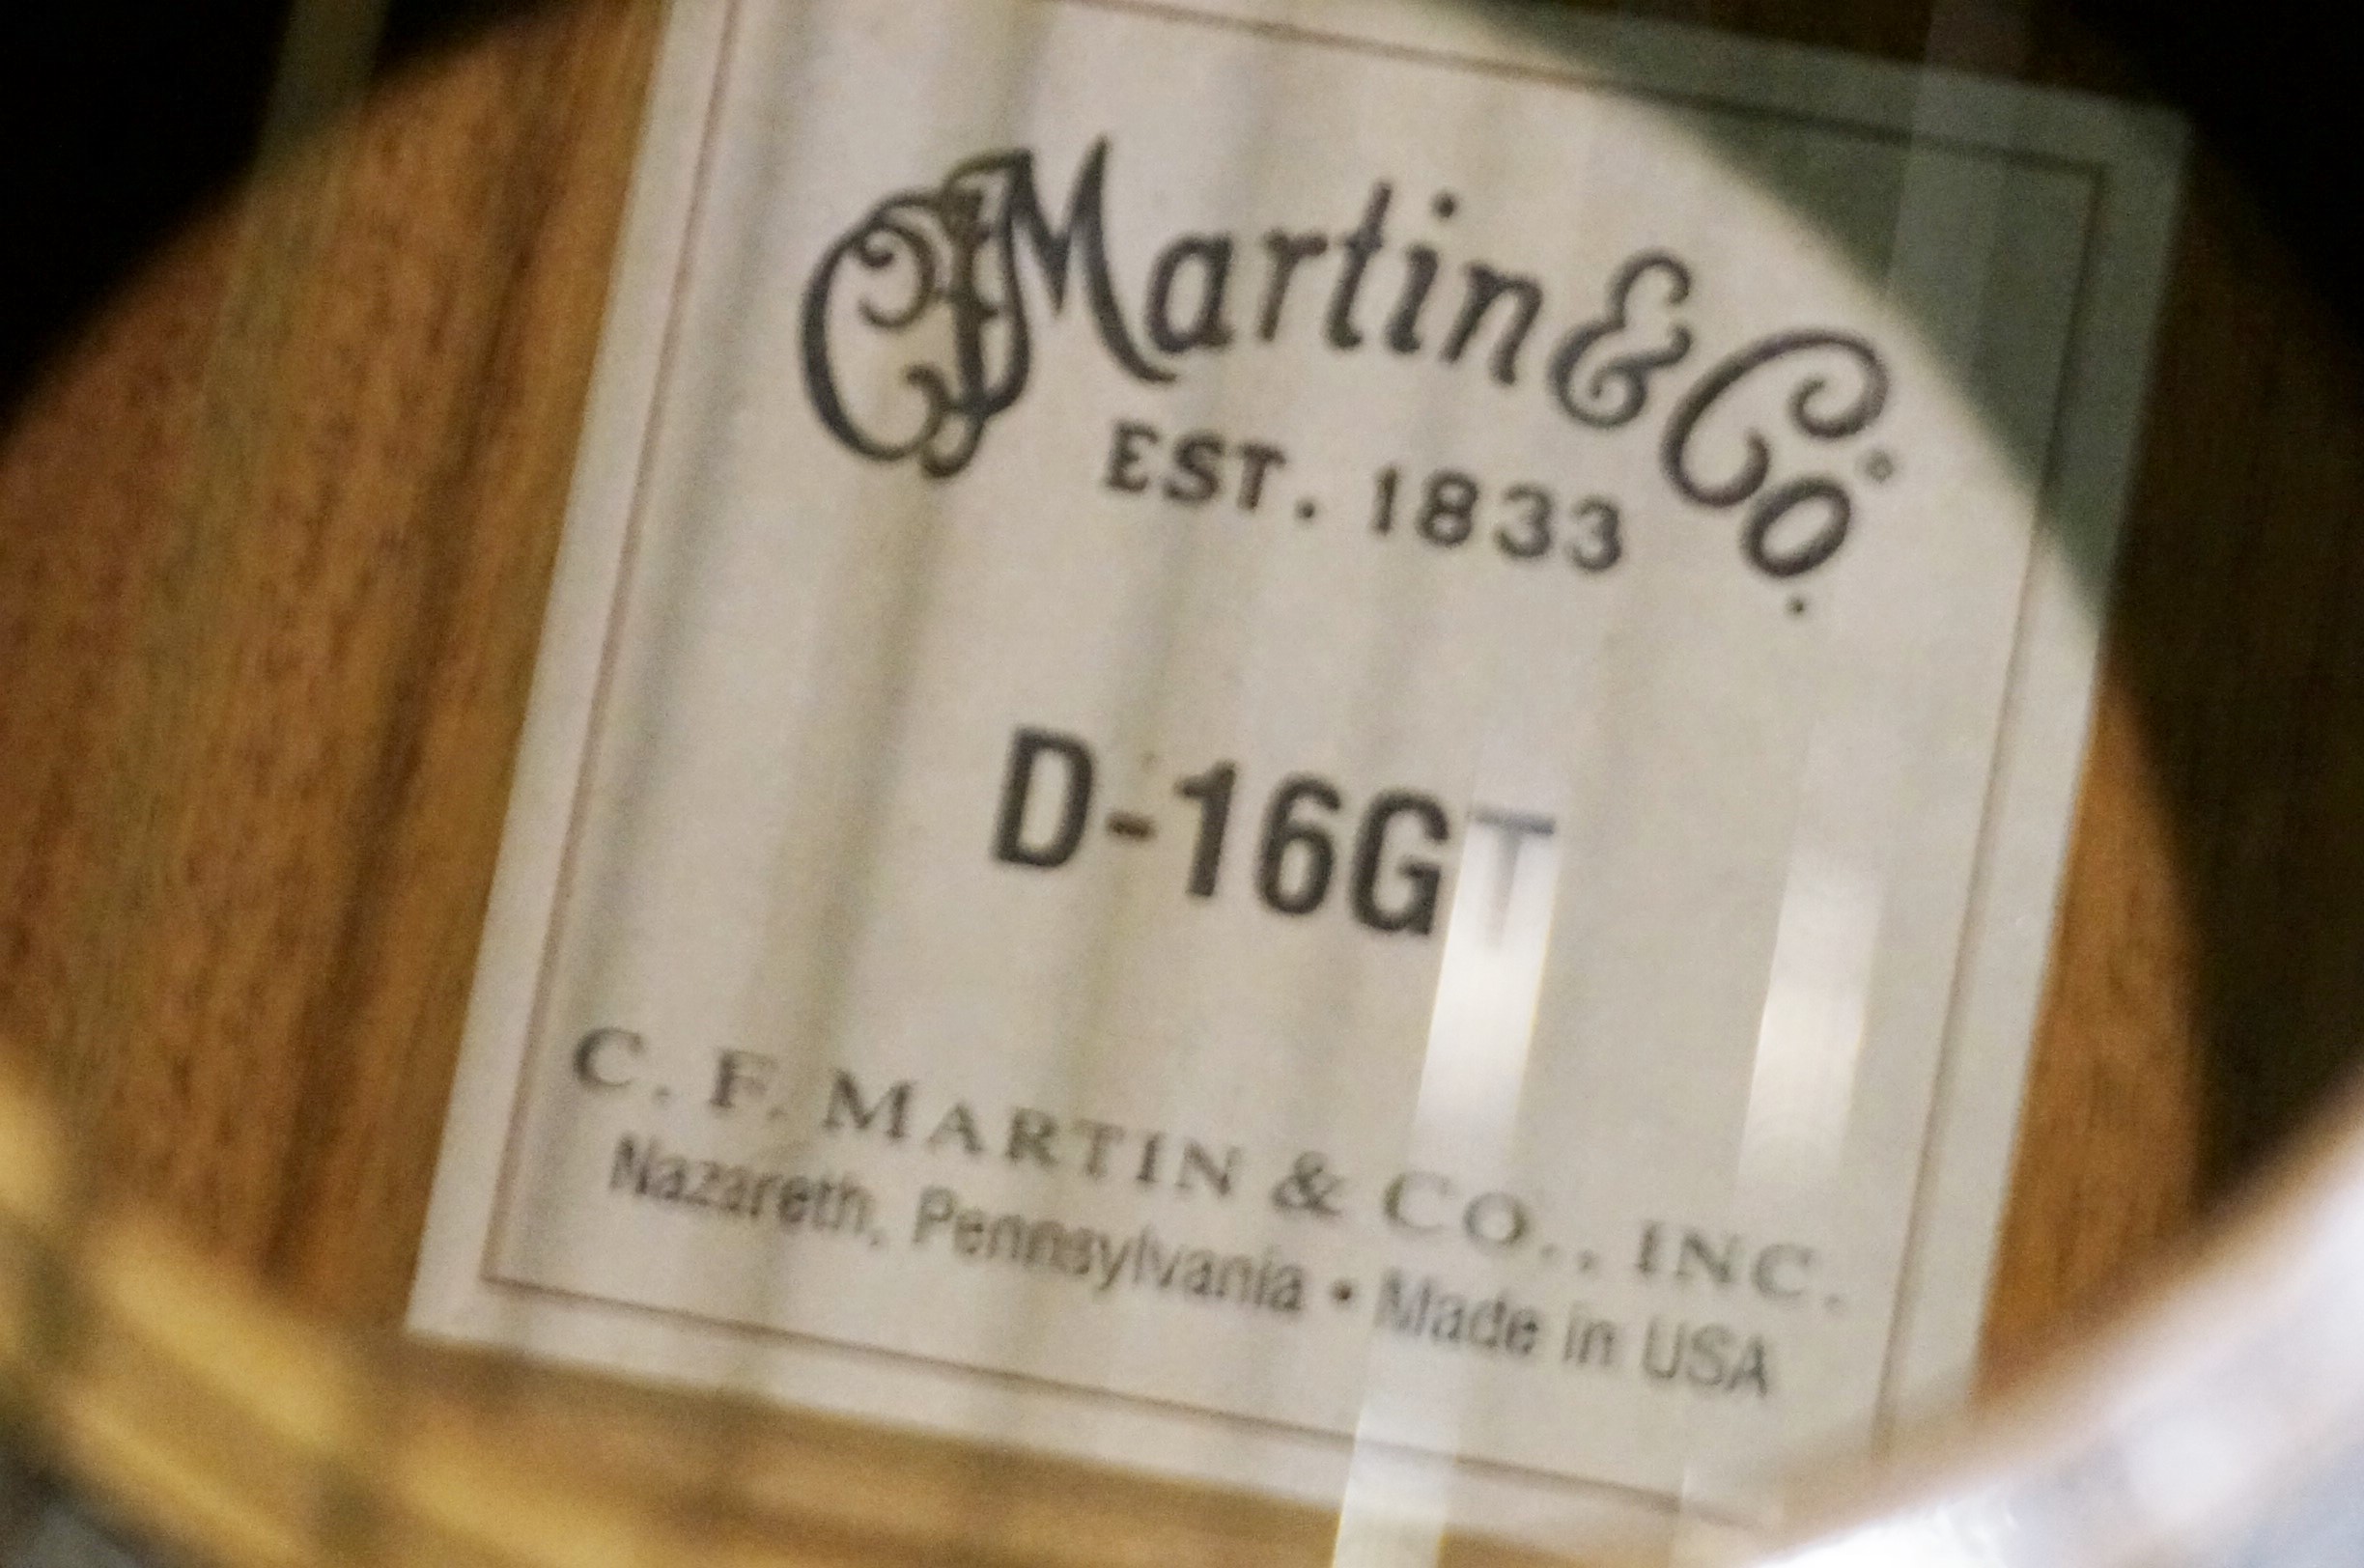 CFMartin & Co.
EST. 1833
D-16GT
C. F. MARTIN & CO., INC.
Nazareth, Pennsylvania • Made in USA